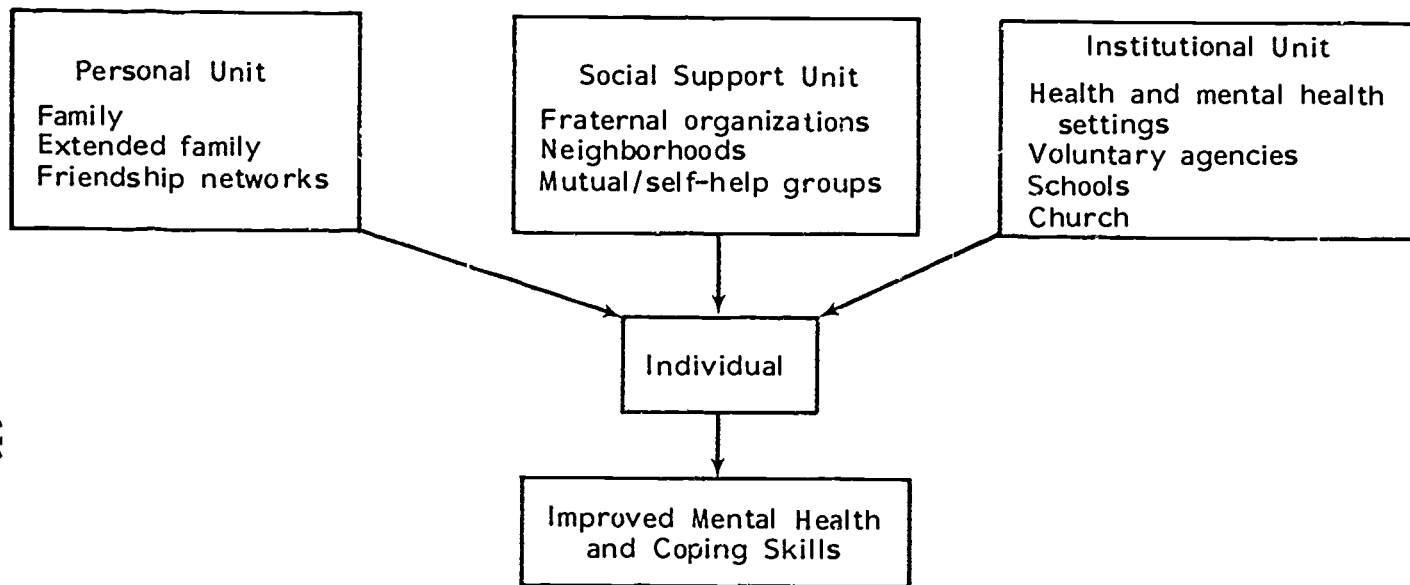 Personal Unit
Family
Extended family
Friendship networks
Social Support Unit
Fraternal organizations
Neighborhoods
Mutual/self-help groups
Institutional Unit
Health and mental health
settings
Voluntary agencies
Schools
Church
Individual
Improved Mental Health
and Coping Skills